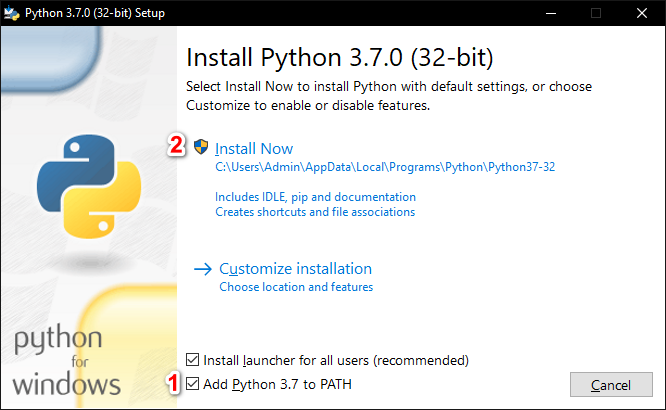 Python 3.7.0 (32-bit) Setup
Install Python 3.7.0 (32-bit)
Select Install Now to install Python with default settings, or choose
Customize to enable or disable features.
2 Install Now
C:\Users\Admin\AppData\Local\Programs\Python\Python37-32
Includes IDLE, pip and documentation
Creates shortcuts and file associations
Customize installation
Choose location and features
python
for
windows
Install launcher for all users (recommended)
1 Add Python 3.7 to PATH
Cancel